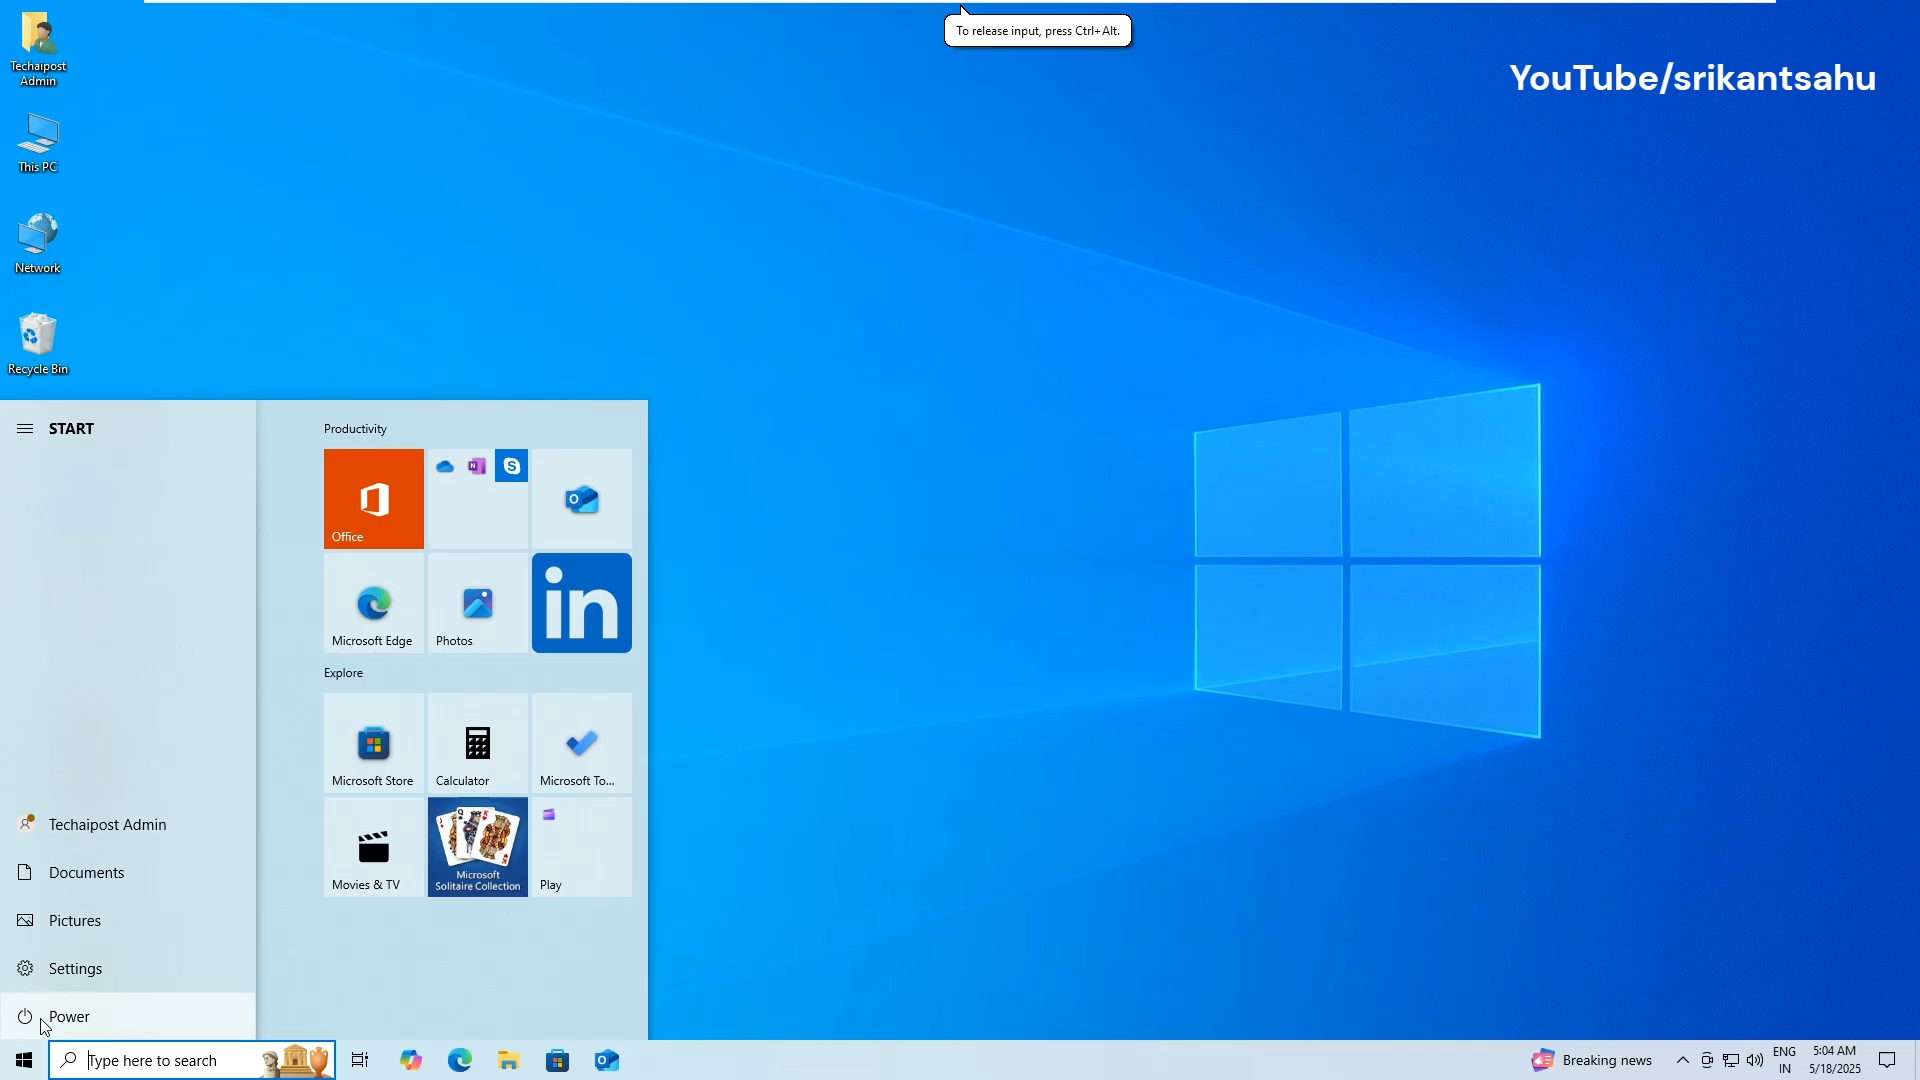 To release input, press Ctrl+Alt.
YouTube/srikantsahu
Techaipost
Admin
This PC
Network
Recycle Bin
START
Techaipost Admin
Documents
Pictures
Settings
Power
Productivity
Office
Microsoft Edge
Photos
in
Explore
Microsoft Store
Calculator
Microsoft To...
Movies & TV
Microsoft
Solitaire Collection
Play
Type here to search
Breaking news
ENG
IN
5:04 AM
5/18/2025